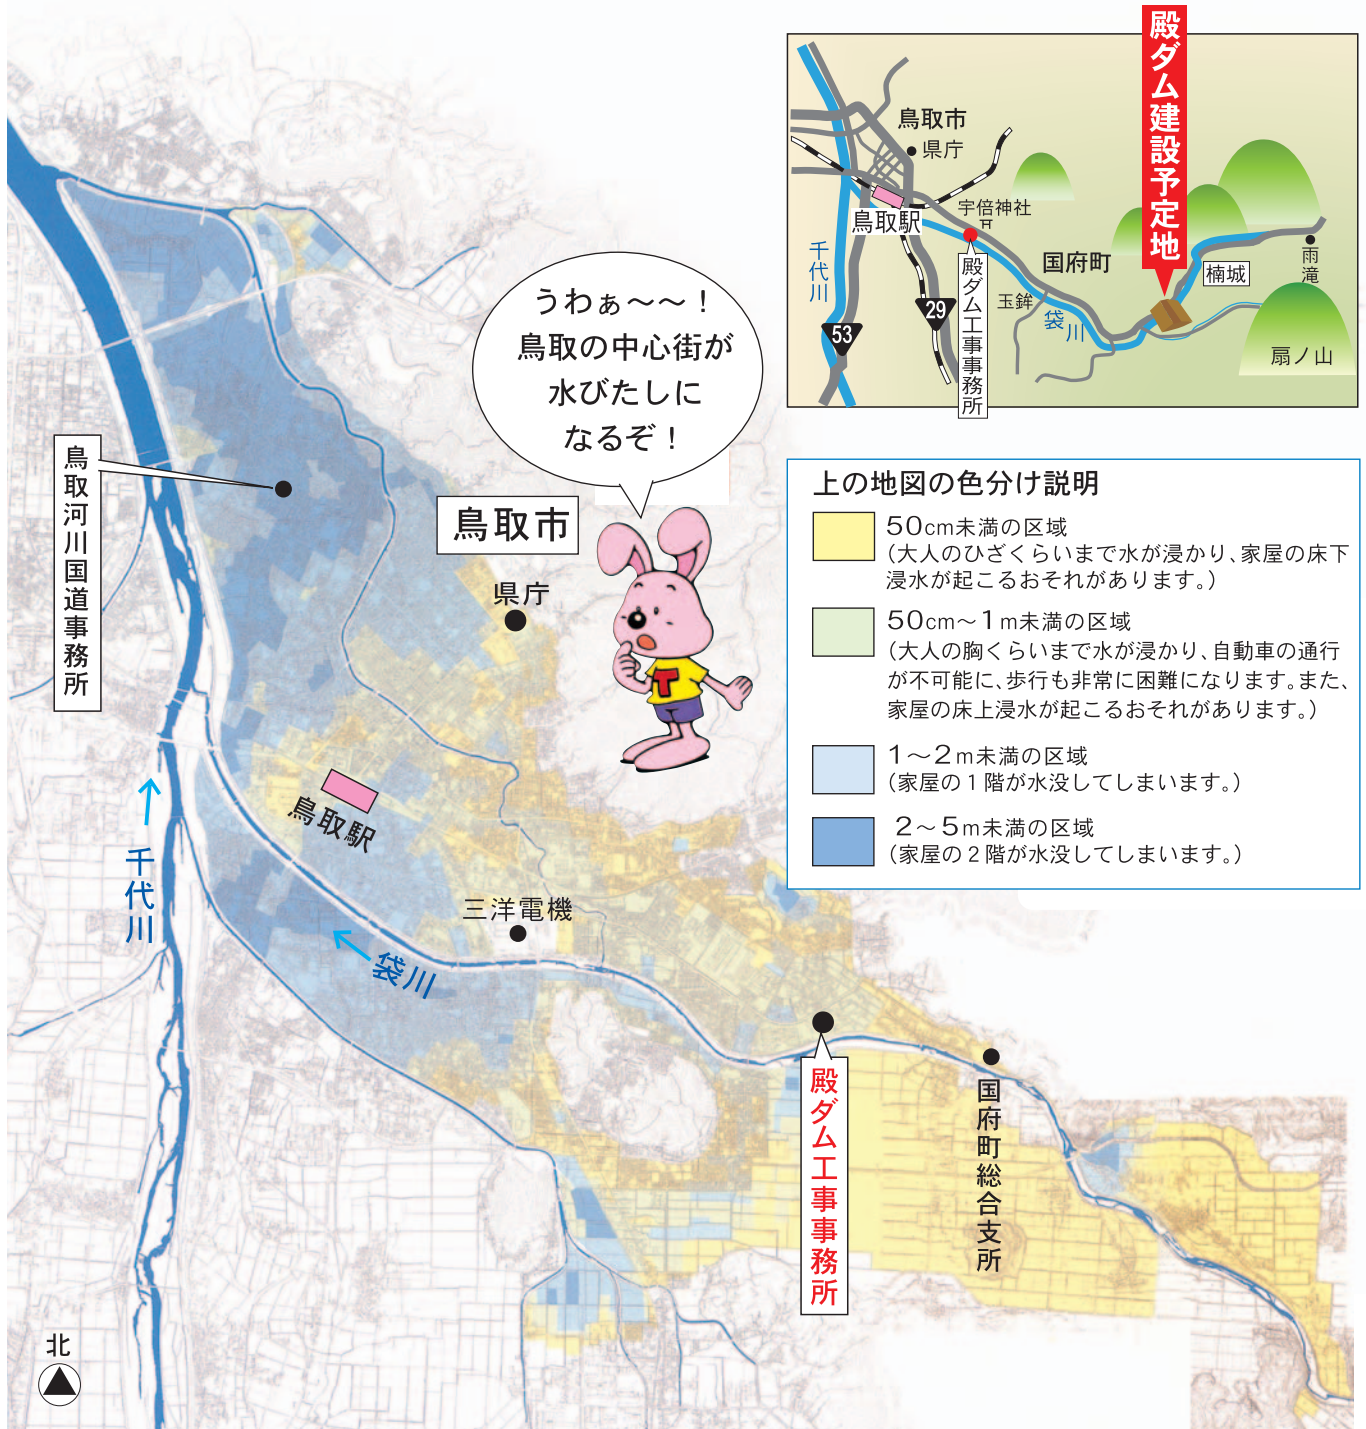 殿ダム建設予定地
鳥取市
県庁
宇倍神社
鳥取駅
千代川
国府町
殿ダム工事事務所
玉鉾
袋川
楠城
雨滝
扇ノ山
53
29
うわぁ～～！
鳥取の中心街が
水びたしに
なるぞ！
上の地図の色分け説明
50cm未満の区域
（大人のひざくらいまで水が浸かり、家屋の床下
浸水が起こるおそれがあります。）
50cm～1m未満の区域
（大人の胸くらいまで水が浸かり、自動車の通行
が不可能に、歩行も非常に困難になります。また、
家屋の床上浸水が起こるおそれがあります。）
1～2m未満の区域
（家屋の１階が水没してしまいます。）
2～5m未満の区域
（家屋の２階が水没してしまいます。）
鳥取河川国道事務所
鳥取市
県庁
T
鳥取駅
千代川
三洋電機
袋川
殿ダム工事事務所
国府町総合支所
北